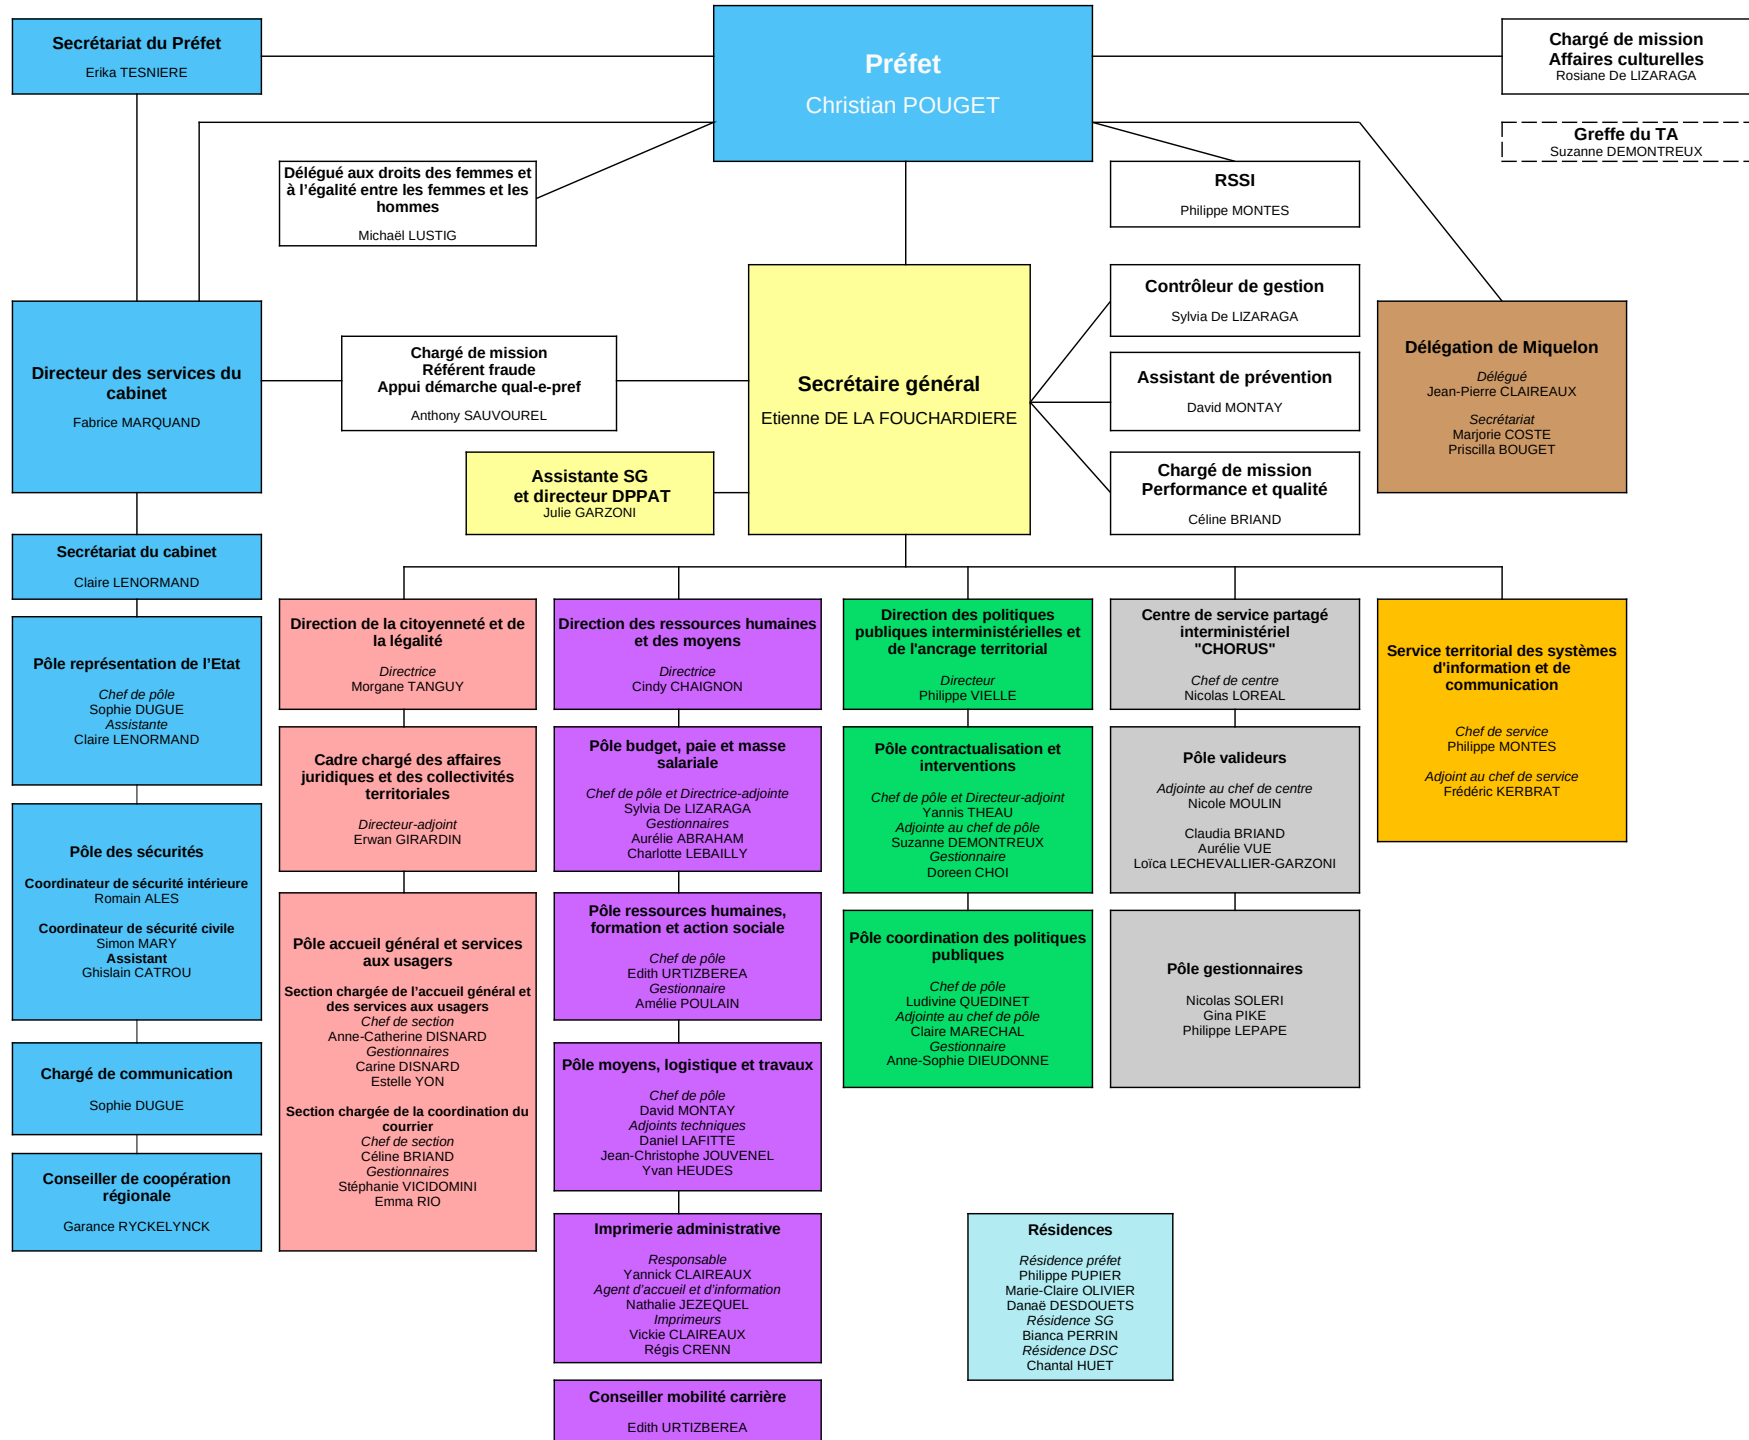 Secrétariat du Préfet
Erika TESNIERE
Préfet
Christian POUGET
Chargé de mission
Affaires culturelles
Rosiane De LIZARAGA
Greffe du TA
Suzanne DEMONTREUX
Délégué aux droits des femmes et
à l'égalité entre les femmes et les
hommes
Michaël LUSTIG
RSSI
Philippe MONTES
Directeur des services du
cabinet
Fabrice MARQUAND
Chargé de mission
Référent fraude
Appui démarche qual-e-pref
Anthony SAUVOUREL
Secrétaire général
Etienne DE LA FOUCHARDIERE
Contrôleur de gestion
Sylvia De LIZARAGA
Assistant de prévention
David MONTAY
Chargé de mission
Performance et qualité
Céline BRIAND
Délégation de Miquelon
Délégué
Jean-Pierre CLAIREAUX
Secrétariat
Marjorie COSTE
Priscilla BOUGET
Assistante SG
et directeur DPPAT
Julie GARZONI
Secrétariat du cabinet
Claire LENORMAND
Pôle représentation de l'Etat
Chef de pôle
Sophie DUGUE
Assistante
Claire LENORMAND
Pôle des sécurités
Coordinateur de sécurité intérieure
Romain ALES
Coordinateur de sécurité civile
Simon MARY
Assistant
Ghislain CATROU
Chargé de communication
Sophie DUGUE
Conseiller de coopération
régionale
Garance RYCKELYNCK
Direction de la citoyenneté et de
la légalité
Directrice
Morgane TANGUY
Cadre chargé des affaires
juridiques et des collectivités
territoriales
Directeur-adjoint
Erwan GIRARDIN
Pôle accueil général et services
aux usagers
Section chargée de l'accueil général et
des services aux usagers
Chef de section
Anne-Catherine DISNARD
Gestionnaires
Carine DISNARD
Estelle YON
Section chargée de la coordination du
courrier
Chef de section
Céline BRIAND
Gestionnaires
Stéphanie VICIDOMINI
Emma RIO
Direction des ressources humaines
et des moyens
Directrice
Cindy CHAIGNON
Pôle budget, paie et masse
salariale
Chef de pôle et Directrice-adjointe
Sylvia De LIZARAGA
Gestionnaires
Aurélie ABRAHAM
Charlotte LEBAILLY
Pôle ressources humaines,
formation et action sociale
Chef de pôle
Edith URTIZBEREA
Gestionnaire
Amélie POULAIN
Pôle moyens, logistique et travaux
Chef de pôle
David MONTAY
Adjoints techniques
Daniel LAFITTE
Jean-Christophe JOUVENEL
Yvan HEUDES
Imprimerie administrative
Responsable
Yannick CLAIREAUX
Agent d'accueil et d'information
Nathalie JEZEQUEL
Imprimeurs
Vickie CLAIREAUX
Régis CRENN
Conseiller mobilité carrière
Edith URTIZBEREA
Direction des politiques
publiques interministérielles et
de l'ancrage territorial
Directeur
Philippe VIELLE
Pôle contractualisation et
interventions
Chef de pôle et Directeur-adjoint
Yannis THEAU
Adjointe au chef de pôle
Suzanne DEMONTREUX
Gestionnaire
Doreen CHOI
Pôle coordination des politiques
publiques
Chef de pôle
Ludivine QUEDINET
Adjointe au chef de pôle
Claire MARECHAL
Gestionnaire
Anne-Sophie DIEUDONNE
Centre de service partagé
interministériel
"CHORUS"
Chef de centre
Nicolas LOREAL
Pôle valideurs
Adjointe au chef de centre
Nicole MOULIN
Claudia BRIAND
Aurélie VUE
Loïca LECHEVALLIER-GARZONI
Pôle gestionnaires
Nicolas SOLERI
Gina PIKE
Philippe LEPAPE
Service territorial des systèmes
d'information et de
communication
Chef de service
Philippe MONTES
Adjoint au chef de service
Frédéric KERBRAT
Résidences
Résidence préfet
Philippe PUPIER
Marie-Claire OLIVIER
Danaë DESDOUETS
Résidence SG
Bianca PERRIN
Résidence DSC
Chantal HUET